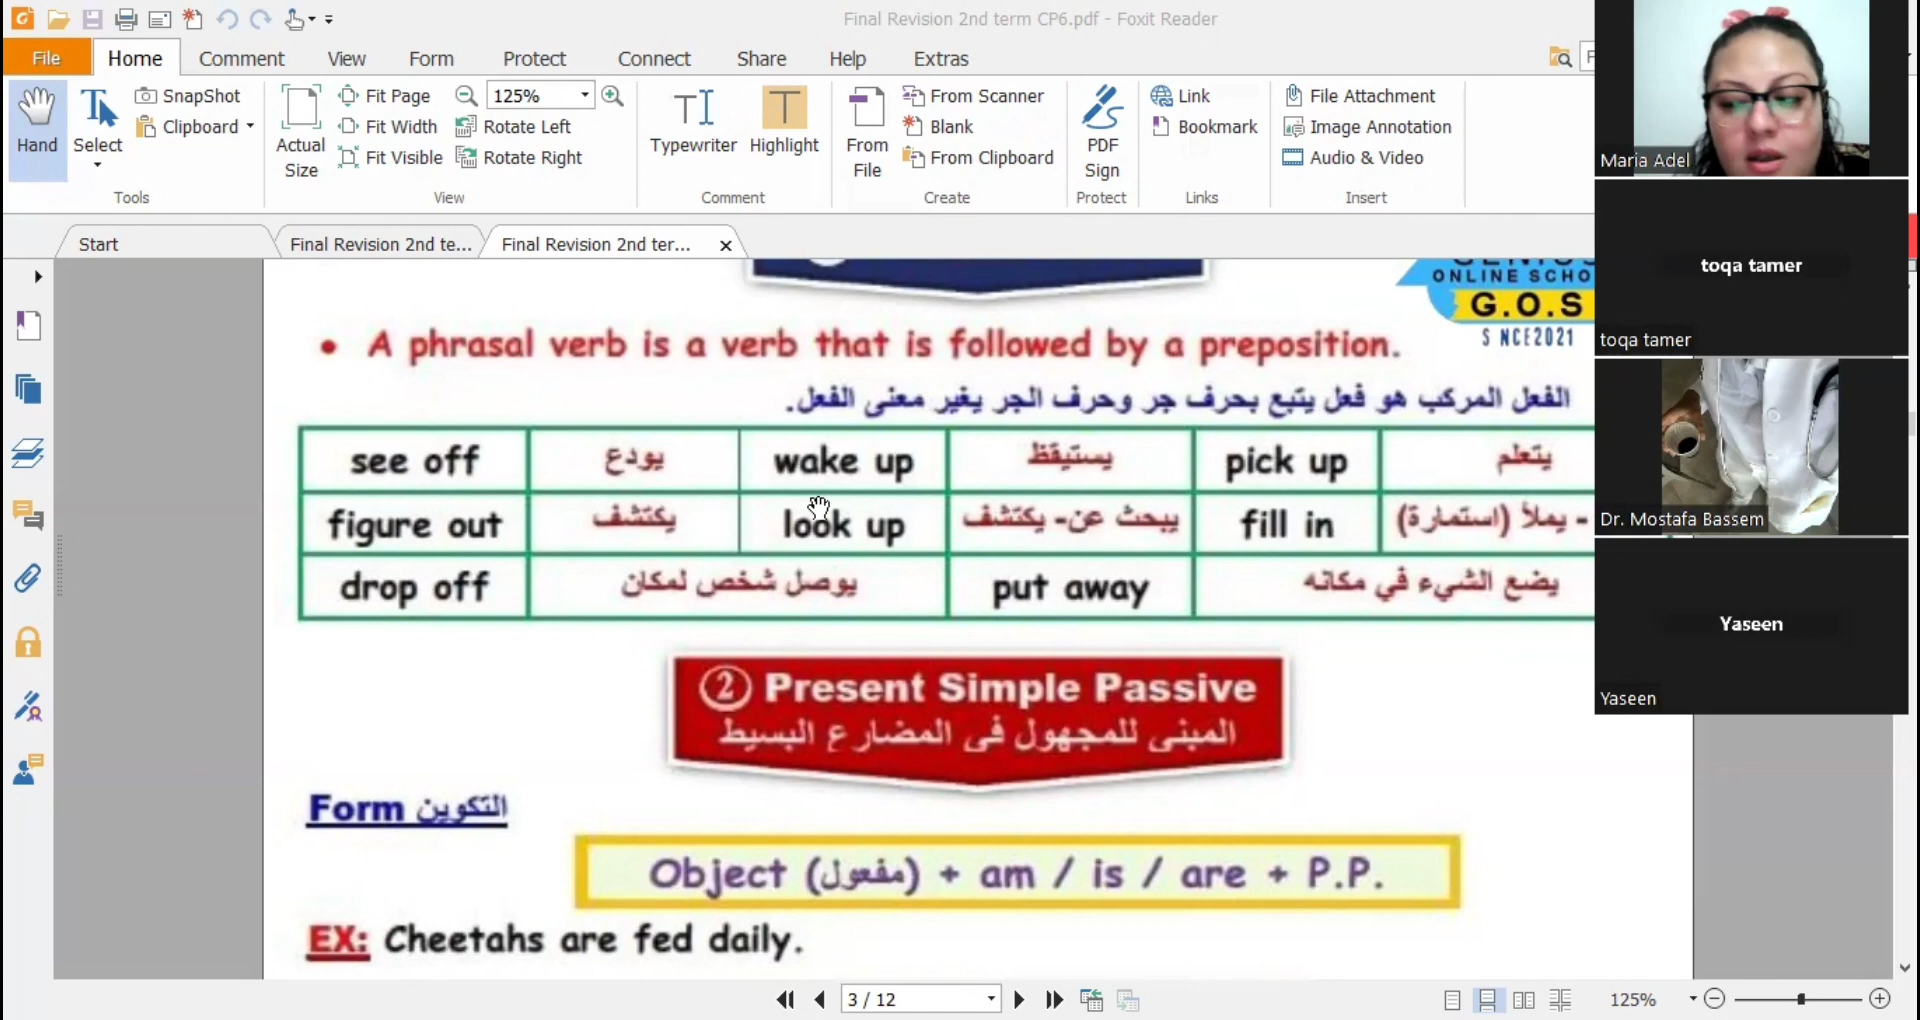 Final Revision 2nd term CP6.pdf - Foxit Reader
File Home Comment View Form Protect Connect Share Help Extras
Hand
Select
SnapShot
Clipboard
Tools
Actual Size
Fit Page
Fit Width
Fit Visible
125%
Rotate Left
Rotate Right
View
Typewriter Highlight
Comment
From File
From Scanner
Blank
From Clipboard
Create
PDF Sign
Protect
Link
Bookmark
Links
File Attachment
Image Annotation
Audio & Video
Insert
Start Final Revision 2nd te... Final Revision 2nd ter...
ONLINE SCHO
G.O.S
S NCE2021
• A phrasal verb is a verb that is followed by a preposition.
الفعل المركب هو فعل يتبع بحرف جر وحرف الجر يغير معنى الفعل.
see off يودع wake up يستيقظ pick up يتعلم
figure out يكتشف look up يبحث عن- يكتشف fill in يملأ (استمارة) -
drop off يوصل شخص لمكان put away يضع الشيء في مكانه
② Present Simple Passive
المبنى للمجهول فى المضارع البسيط
Form التكوين
Object (مفعول) + am / is / are + P.P.
EX: Cheetahs are fed daily.
3 / 12
125%
Maria Adel
toqa tamer
toqa tamer
Dr. Mostafa Bassem
Yaseen
Yaseen